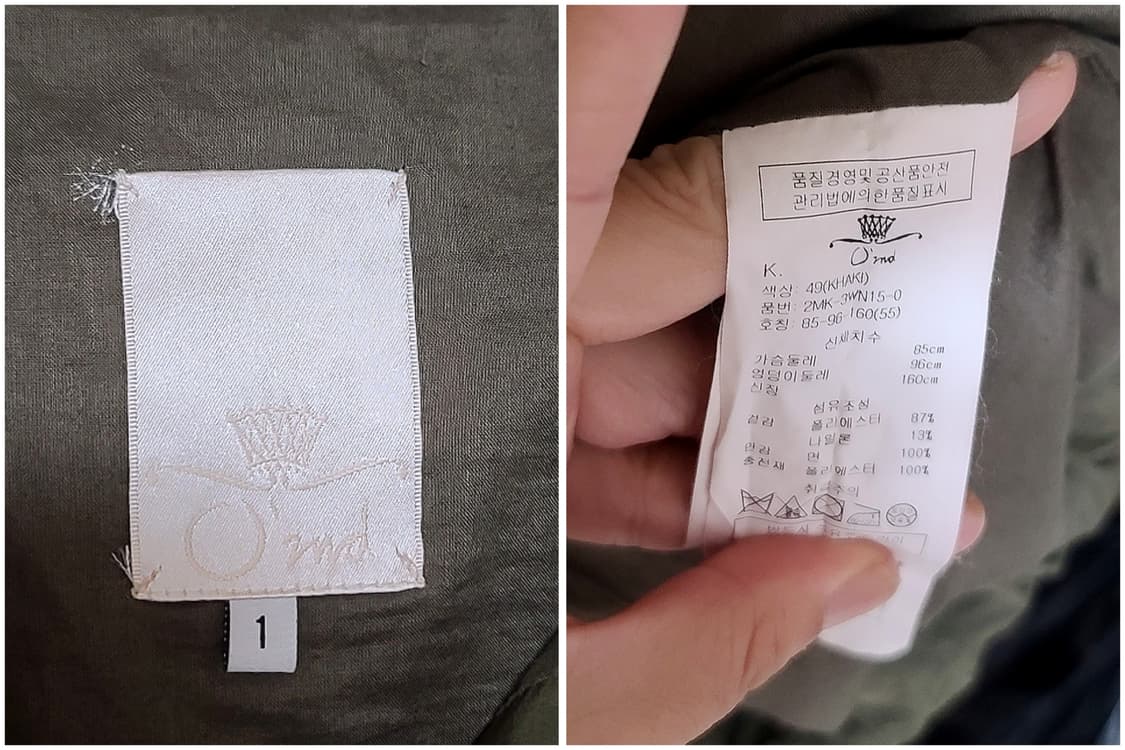 1
품질경영및 공산품안전
관리법에의한품질표시
O'2nd
K.
색상 49(KHAKI)
품번 2MK-3WN15-0
호칭 85-96-160(55)
신체치수
가슴둘레 85cm
엉덩이둘레 96cm
신장 160cm
섬유조성
겉감 폴리에스터 87%
나일론 13%
안감 면 100%
충전재 폴리에스터 100%
취급주의